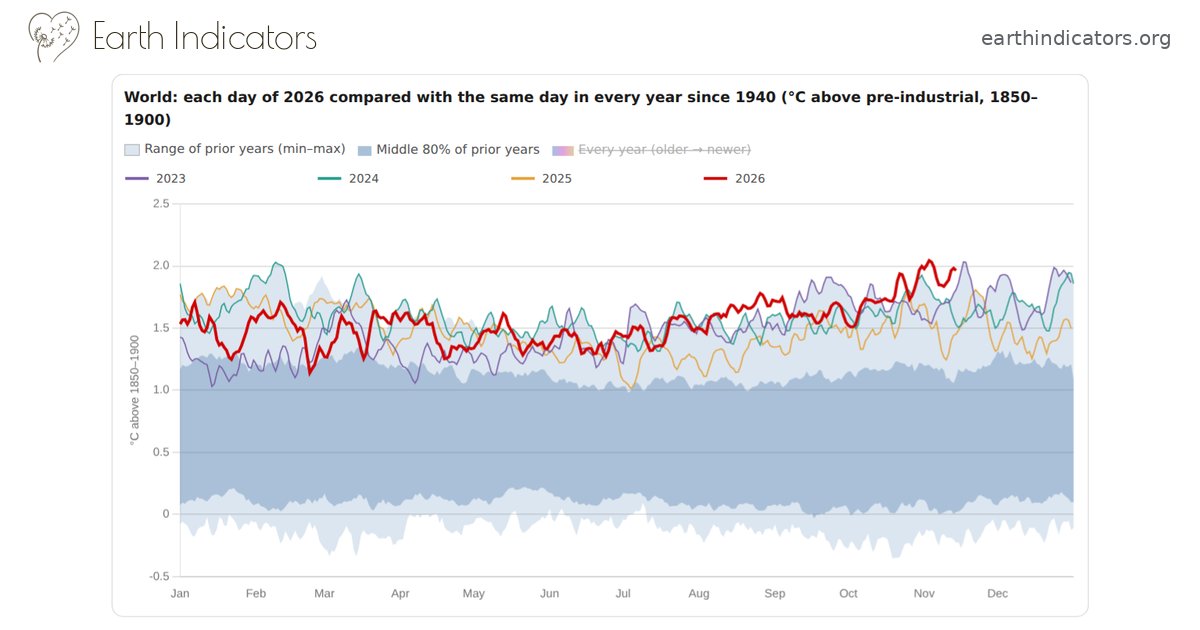 Earth Indicators
earthindicators.org
World: each day of 2026 compared with the same day in every year since 1940 (°C above pre-industrial, 1850–
1900)
Range of prior years (min–max) Middle 80% of prior years Every year (older → newer)
2023 2024 2025 2026
°C above 1850–1900
2.5
2.0
1.5
1.0
0.5
0
-0.5
Jan Feb Mar Apr May Jun Jul Aug Sep Oct Nov Dec